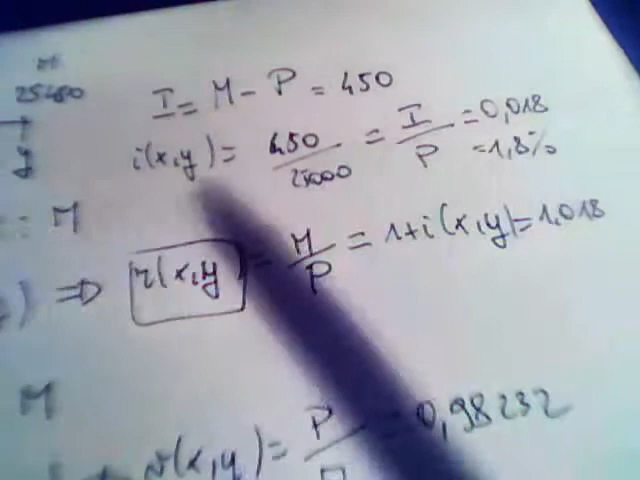 M
25480
I = M - P = 450
i(x,y) = 450/25000 = I/P = 0,018
= 1,8%
y
: : M
) ⇒ r(x,y) = M/P = 1+i(x,y) = 1,018
M
v(x,y) = P/ = 0,98232